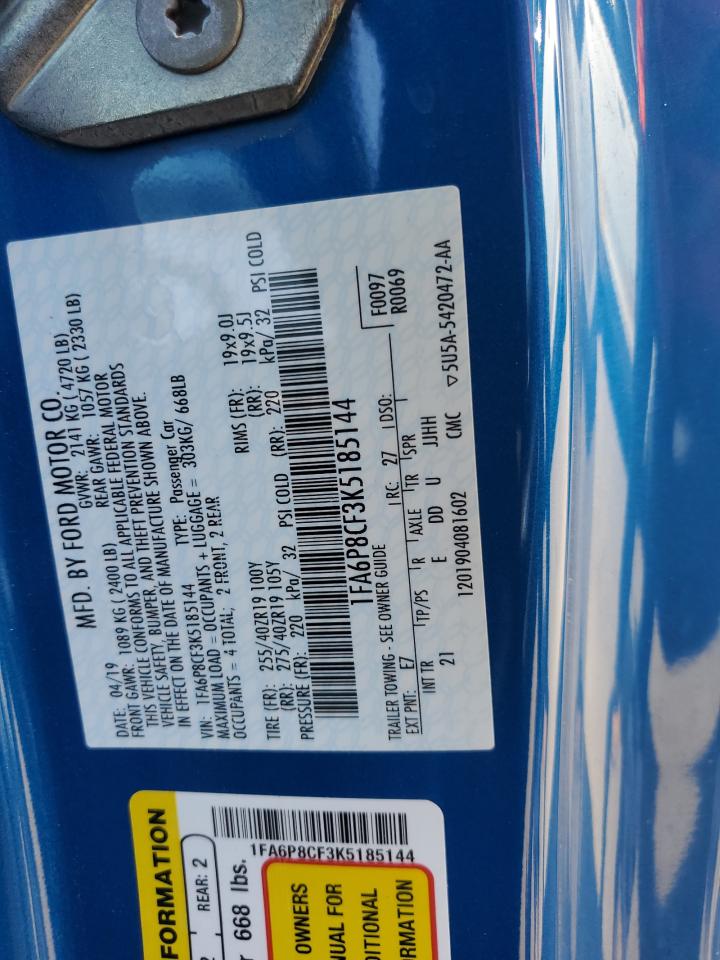 MFD. BY FORD MOTOR CO.
DATE: 04/19 GVWR: 2141 KG ( 4720 LB)
FRONT GAWR: 1089 KG ( 2400 LB) REAR GAWR: 1057 KG ( 2330 LB)
THIS VEHICLE CONFORMS TO ALL APPLICABLE FEDERAL MOTOR
VEHICLE SAFETY, BUMPER, AND THEFT PREVENTION STANDARDS
IN EFFECT ON THE DATE OF MANUFACTURE SHOWN ABOVE.
VIN: 1FA6P8CF3K5185144 TYPE: Passenger Car
MAXIMUM LOAD = OCCUPANTS + LUGGAGE = 303KG/ 668LB
OCCUPANTS = 4 TOTAL; 2 FRONT, 2 REAR
TIRE (FR): 255/40ZR19 100Y RIMS (FR): 19x9.0J
(RR): 275/40ZR19 105Y (RR): 19x9.5J
PRESSURE (FR): 220 kPa/ 32 PSI COLD (RR): 220 kPa/ 32 PSI COLD
1FA6P8CF3K5185144
F0097
R0069
TRAILER TOWING - SEE OWNER GUIDE
EXT PNT: E7 RC: 27 DSO:
INT TR TP/PS R AXLE TR SPR
21 E DD U JJHH
1201904081602 CMC ▽5U5A-5420472-AA
FORMATION
REAR: 2
668 lbs.
1FA6P8CF3K5185144
OWNERS
UAL FOR
DITIONAL
RMATION